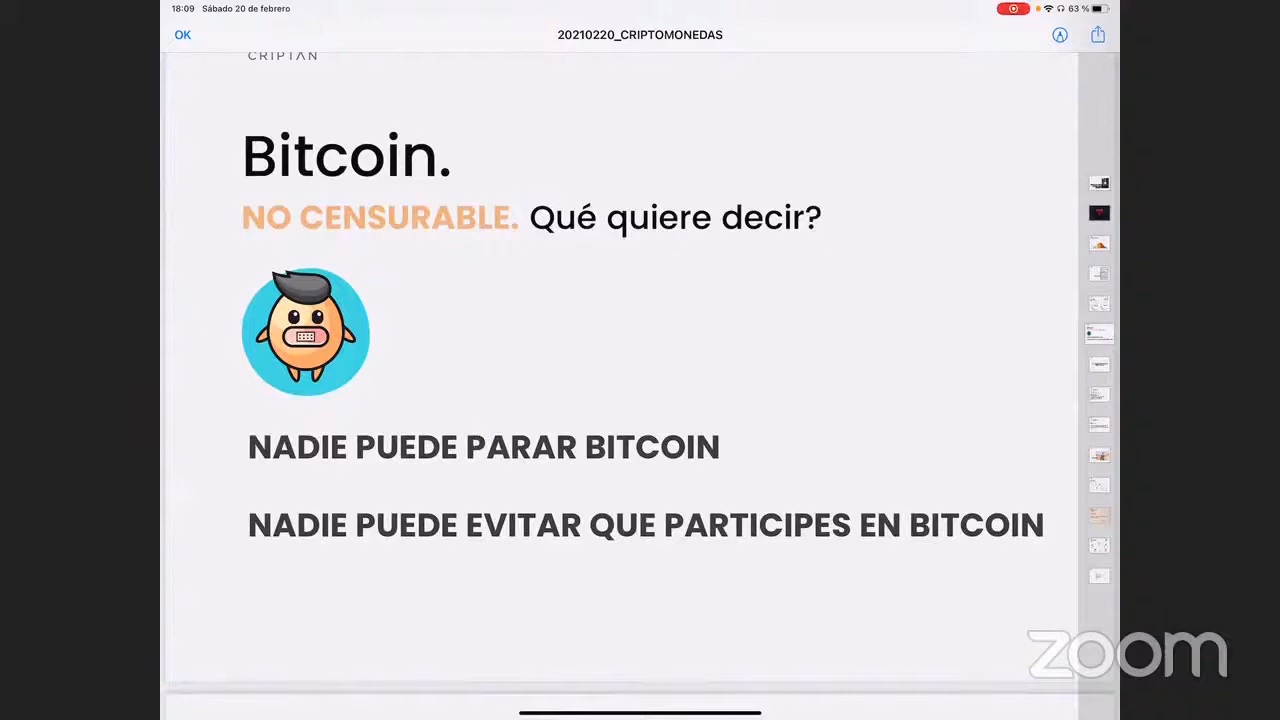 18:09 Sábado 20 de febrero 63 %
OK 20210220_CRIPTOMONEDAS
CRIPTAN
Bitcoin.
NO CENSURABLE. Qué quiere decir?
NADIE PUEDE PARAR BITCOIN
NADIE PUEDE EVITAR QUE PARTICIPES EN BITCOIN
zoom